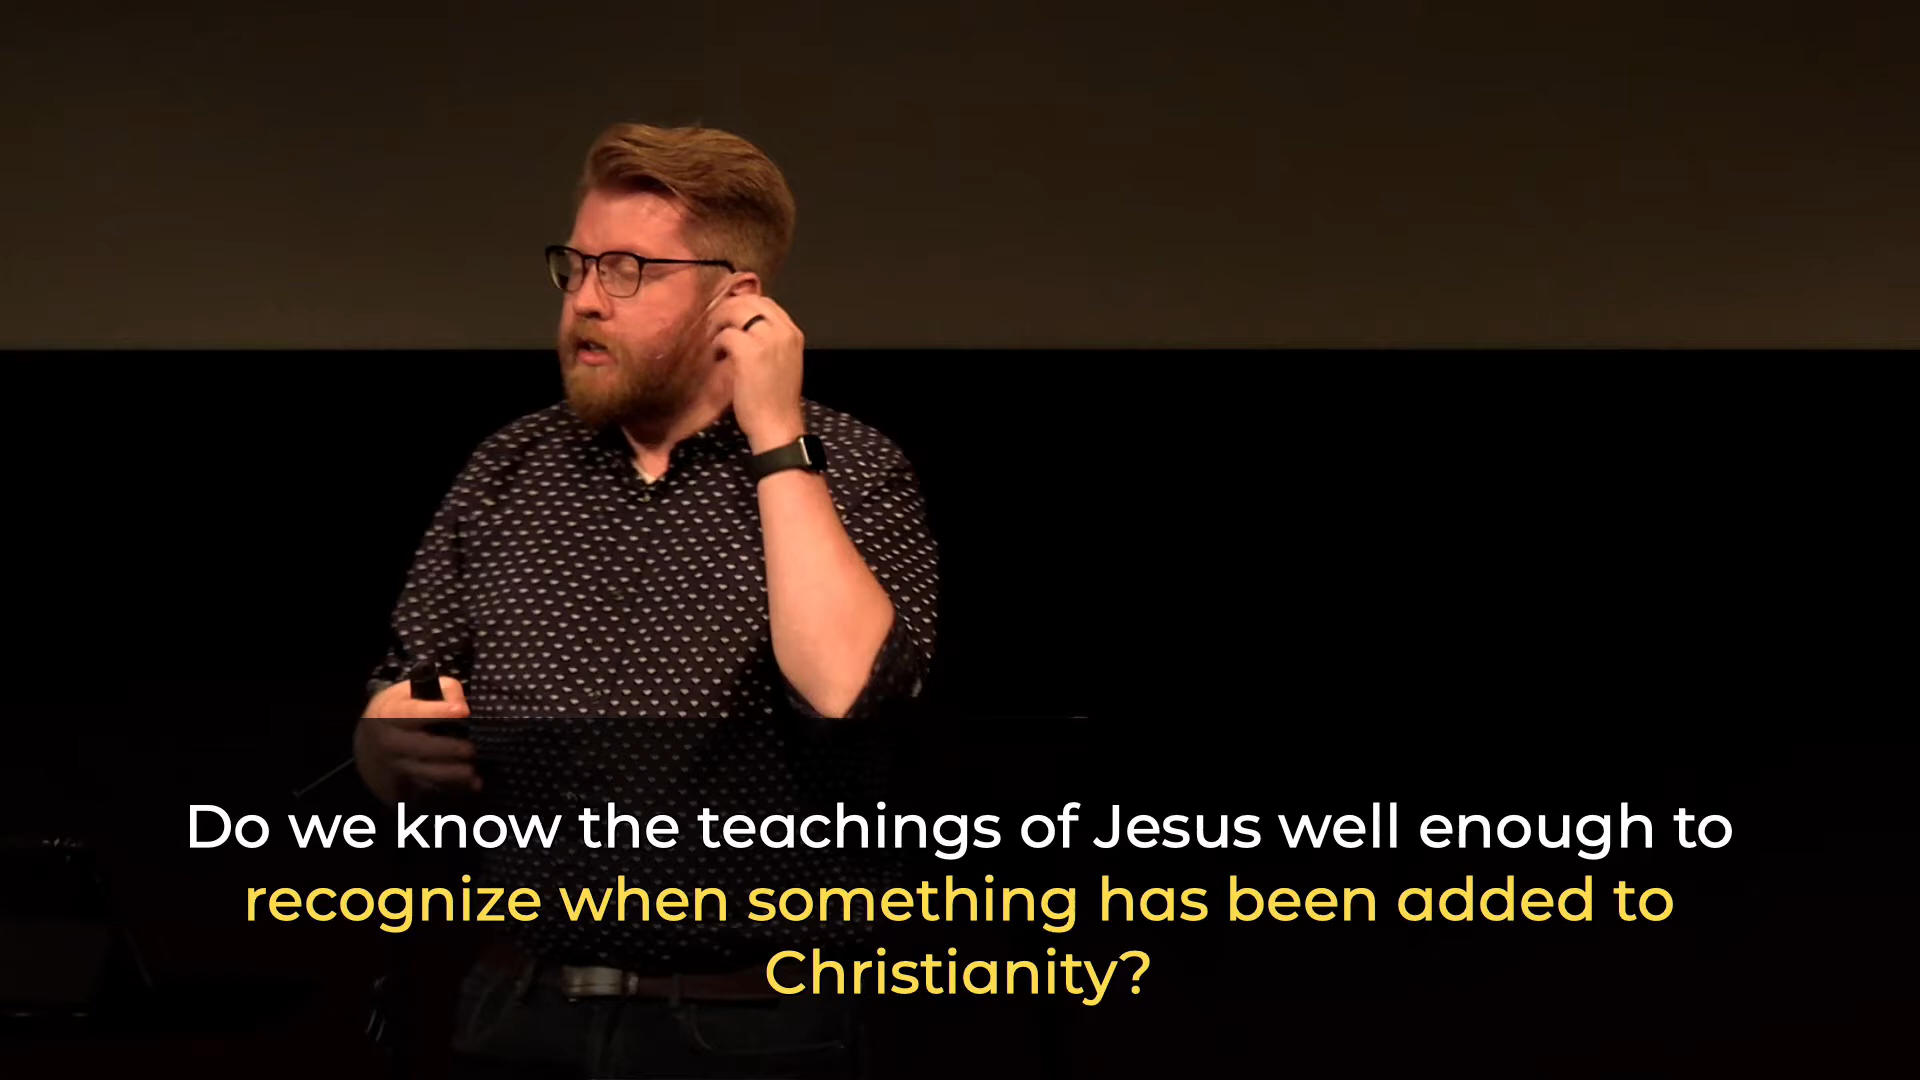 Do we know the teachings of Jesus well enough to
recognize when something has been added to
Christianity?